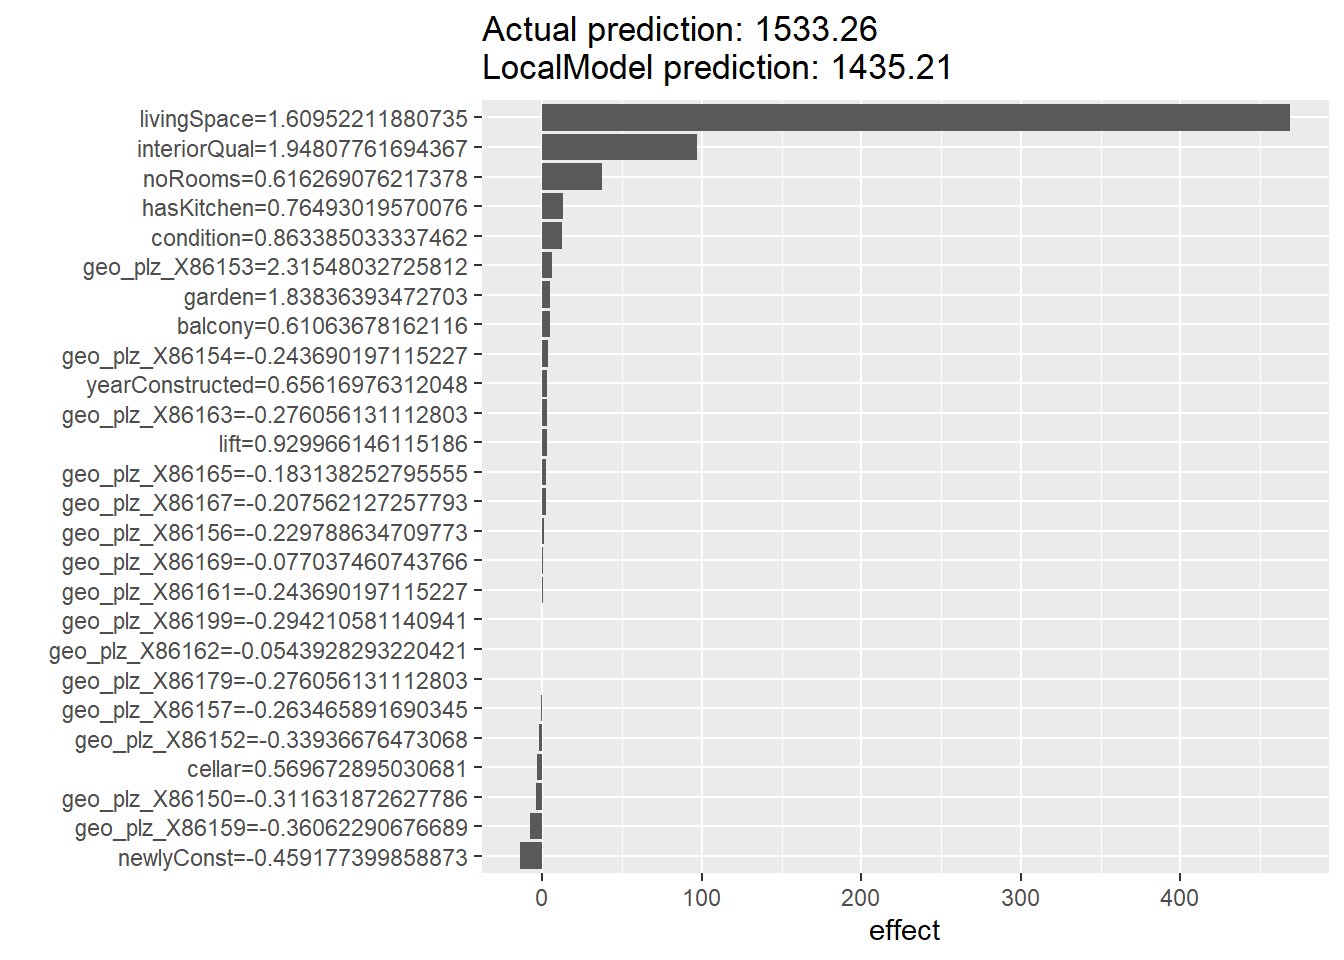 Actual prediction: 1533.26
LocalModel prediction: 1435.21
livingSpace=1.60952211880735
interiorQual=1.94807761694367
noRooms=0.616269076217378
hasKitchen=0.76493019570076
condition=0.863385033337462
geo_plz_X86153=2.31548032725812
garden=1.83836393472703
balcony=0.61063678162116
geo_plz_X86154=-0.243690197115227
yearConstructed=0.65616976312048
geo_plz_X86163=-0.276056131112803
lift=0.929966146115186
geo_plz_X86165=-0.183138252795555
geo_plz_X86167=-0.207562127257793
geo_plz_X86156=-0.229788634709773
geo_plz_X86169=-0.077037460743766
geo_plz_X86161=-0.243690197115227
geo_plz_X86199=-0.294210581140941
geo_plz_X86162=-0.0543928293220421
geo_plz_X86179=-0.276056131112803
geo_plz_X86157=-0.263465891690345
geo_plz_X86152=-0.33936676473068
cellar=0.569672895030681
geo_plz_X86150=-0.311631872627786
geo_plz_X86159=-0.36062290676689
newlyConst=-0.459177399858873
0 100 200 300 400
effect